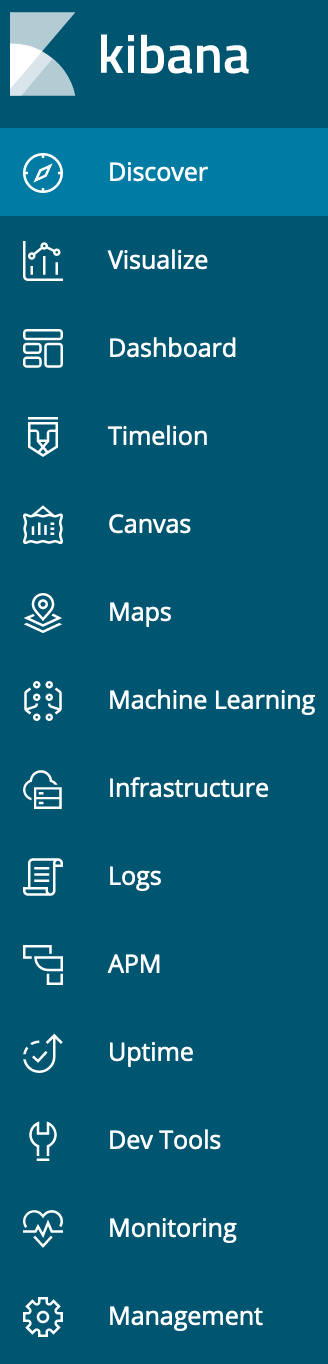 kibana
Discover
Visualize
Dashboard
Timelion
Canvas
Maps
Machine Learning
Infrastructure
Logs
APM
Uptime
Dev Tools
Monitoring
Management